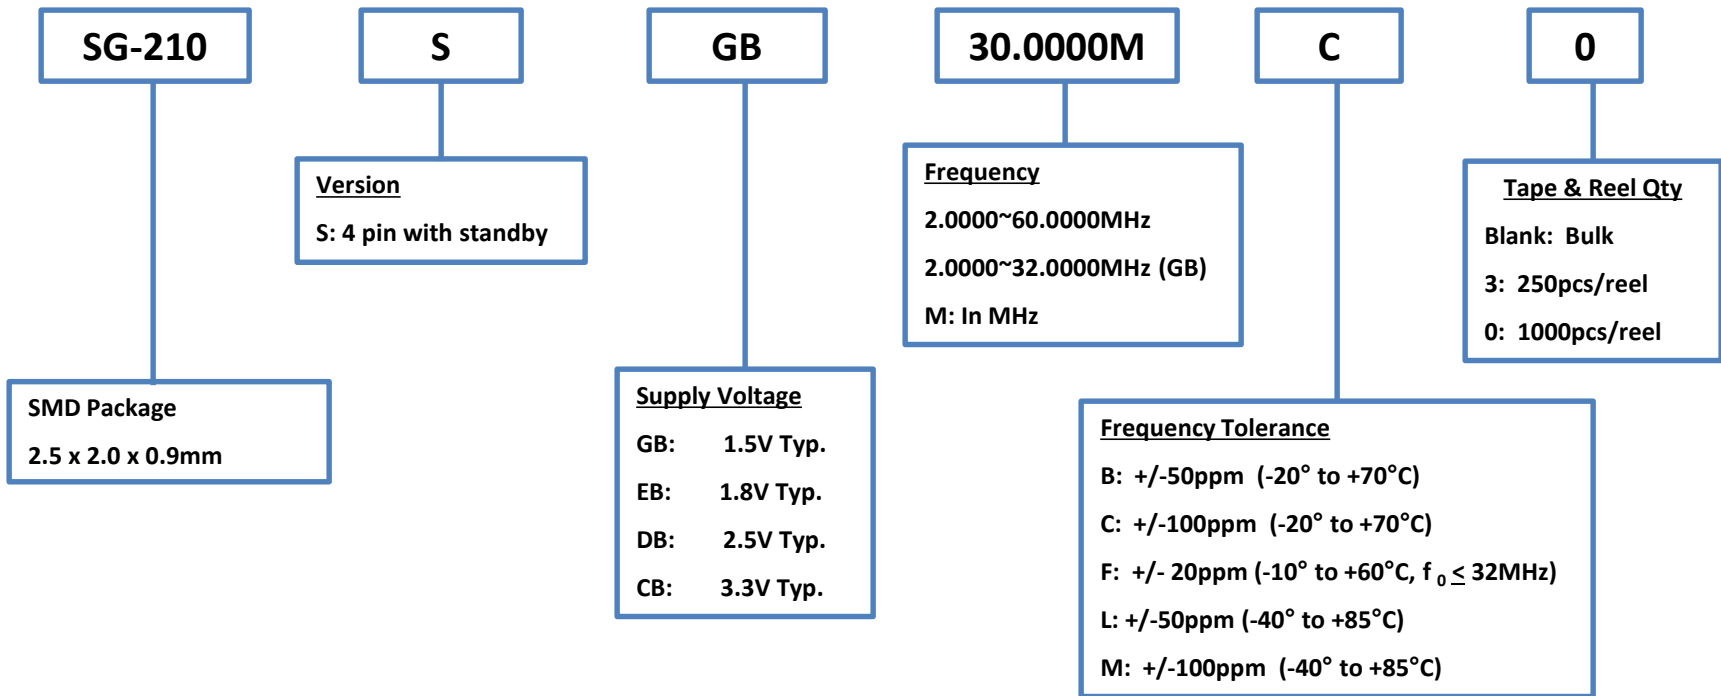 SG-210
S
GB
30.0000M
C
0
Version
S: 4 pin with standby
Frequency
2.0000~60.0000MHz
2.0000~32.0000MHz (GB)
M: In MHz
Tape & Reel Qty
Blank: Bulk
3: 250pcs/reel
0: 1000pcs/reel
SMD Package
2.5 x 2.0 x 0.9mm
Supply Voltage
GB: 1.5V Typ.
EB: 1.8V Typ.
DB: 2.5V Typ.
CB: 3.3V Typ.
Frequency Tolerance
B: +/-50ppm (-20° to +70°C)
C: +/-100ppm (-20° to +70°C)
F: +/- 20ppm (-10° to +60°C, f 0 ≤ 32MHz)
L: +/-50ppm (-40° to +85°C)
M: +/-100ppm (-40° to +85°C)